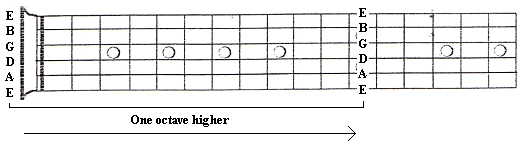 E E
B B
G G
D D
A A
E E
One octave higher